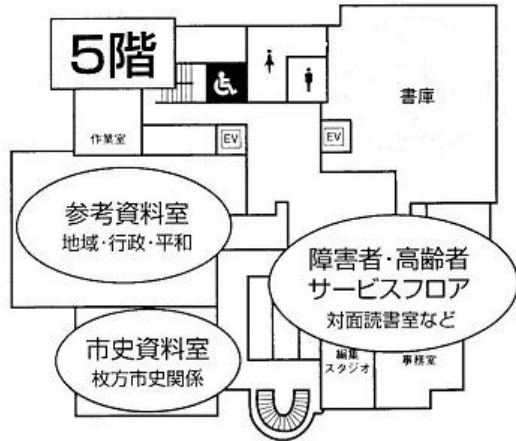 5階
書庫
作業室
EV
EV
参考資料室
地域・行政・平和
障害者・高齢者
サービスフロア
対面読書室など
市史資料室
枚方市史関係
編集
スタジオ
事務室